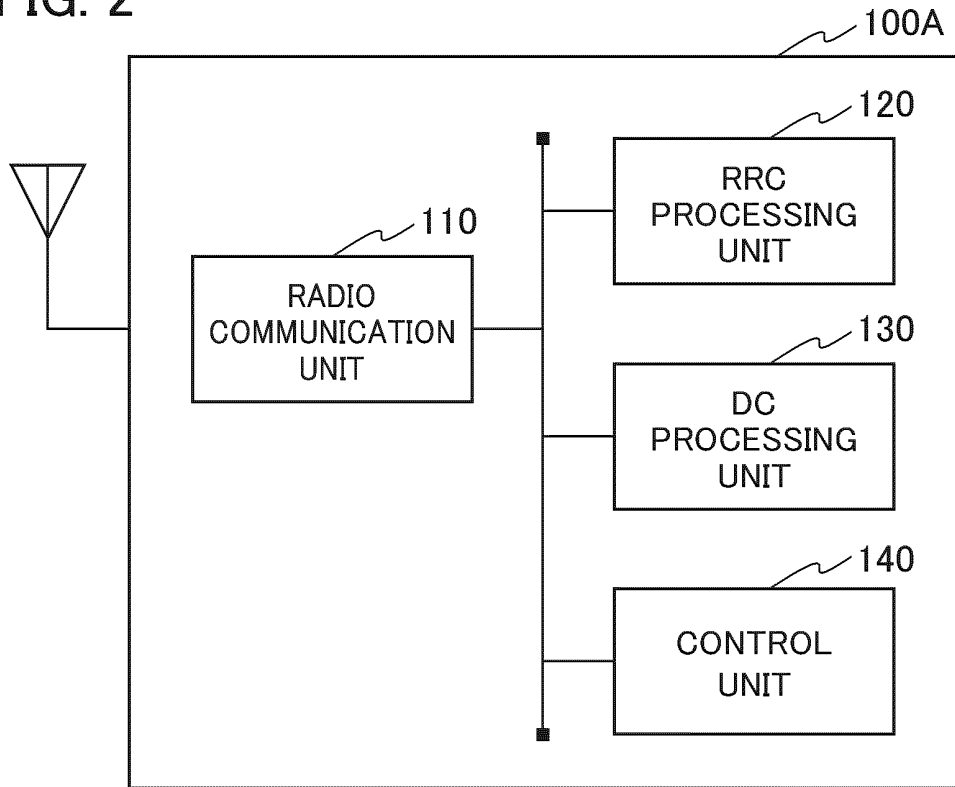 FIG. 2
100A
120
RRC
PROCESSING
UNIT
110
RADIO
COMMUNICATION
UNIT
130
DC
PROCESSING
UNIT
140
CONTROL
UNIT